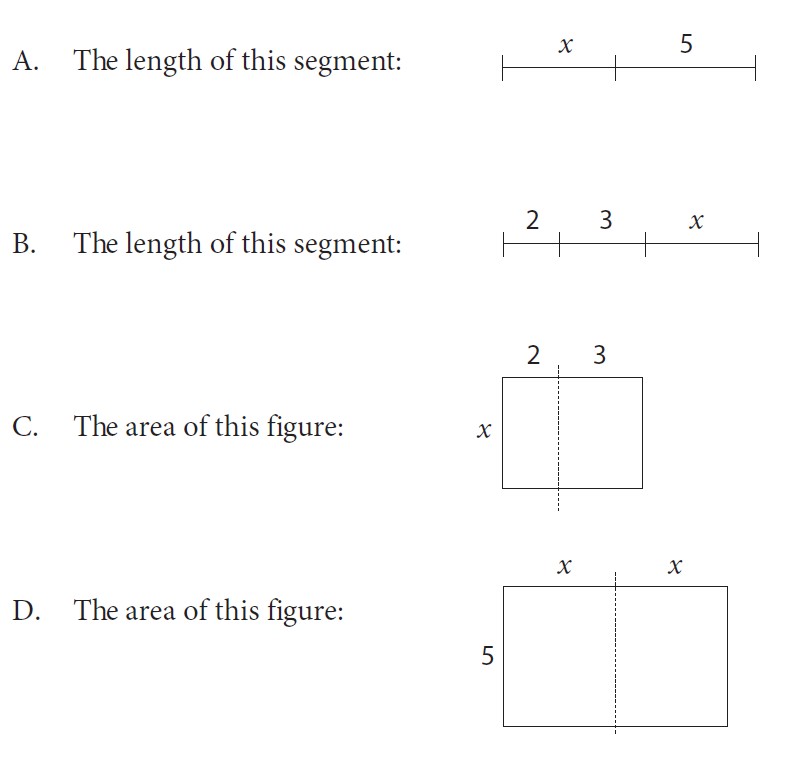 x 5
A. The length of this segment:
2 3 x
B. The length of this segment:
2 3
C. The area of this figure: x
x x
D. The area of this figure:
5